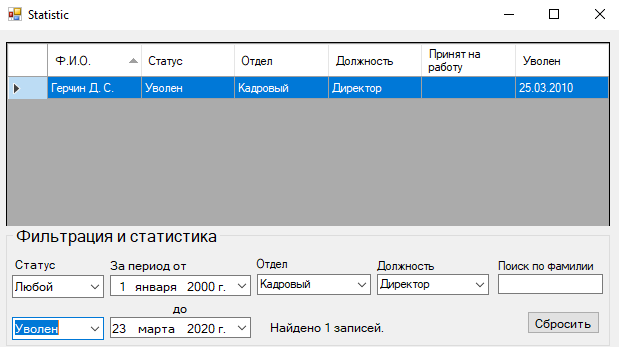 Statistic
Ф.И.О. Статус Отдел Должность Принят на работу Уволен
Герчин Д. С. Уволен Кадровый Директор 25.03.2010
Фильтрация и статистика
Статус За период от Отдел Должность Поиск по фамилии
Любой 1 января 2000 г. Кадровый Директор
до
Уволен 23 марта 2020 г. Найдено 1 записей. Сбросить